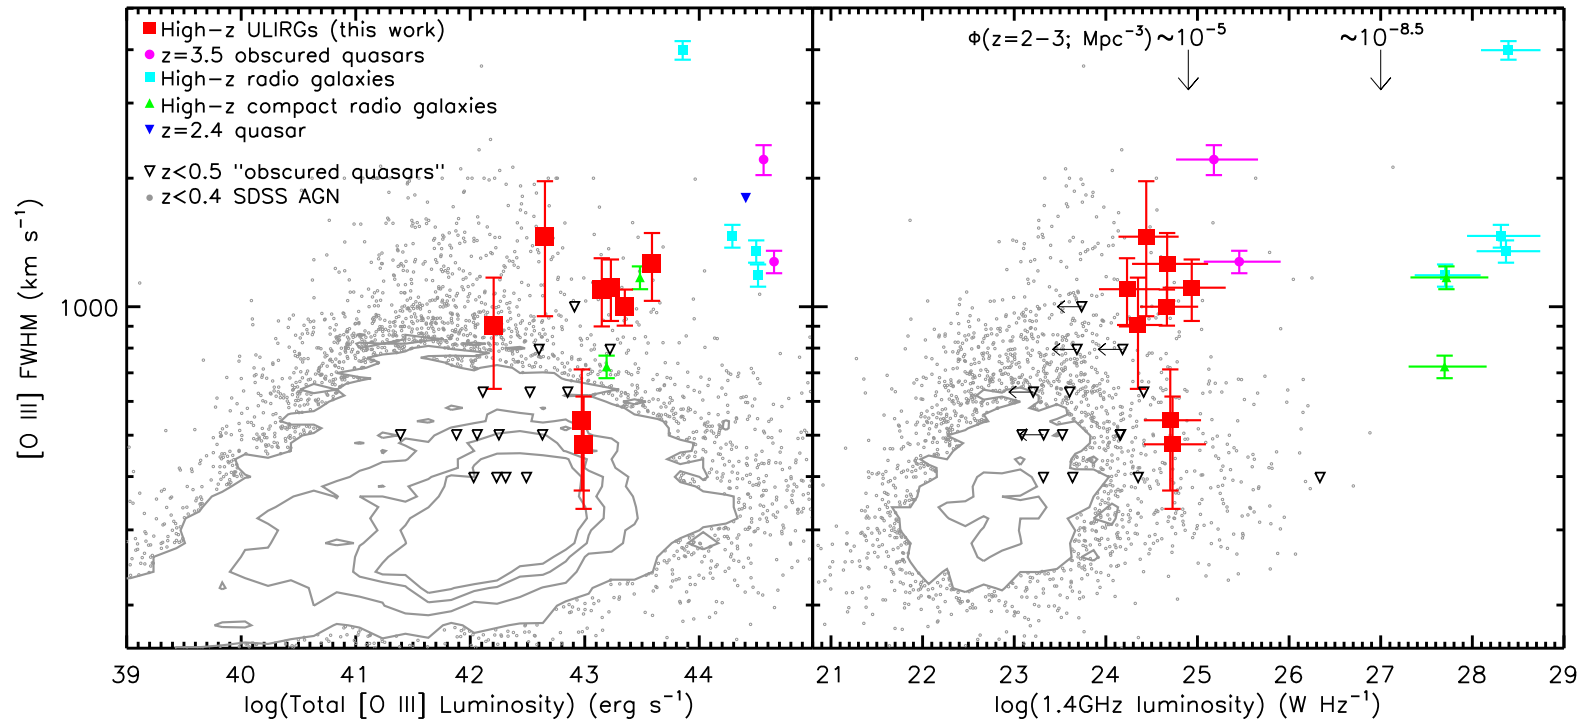 High-z ULIRGs (this work)
z=3.5 obscured quasars
High-z radio galaxies
High-z compact radio galaxies
z=2.4 quasar
z<0.5 "obscured quasars"
z<0.4 SDSS AGN
Φ(z=2-3; Mpc⁻³) ~10⁻⁵
~10⁻⁸·⁵
[O III] FWHM (km s⁻¹)
1000
39 40 41 42 43 44
log(Total [O III] Luminosity) (erg s⁻¹)
21 22 23 24 25 26 27 28 29
log(1.4GHz luminosity) (W Hz⁻¹)